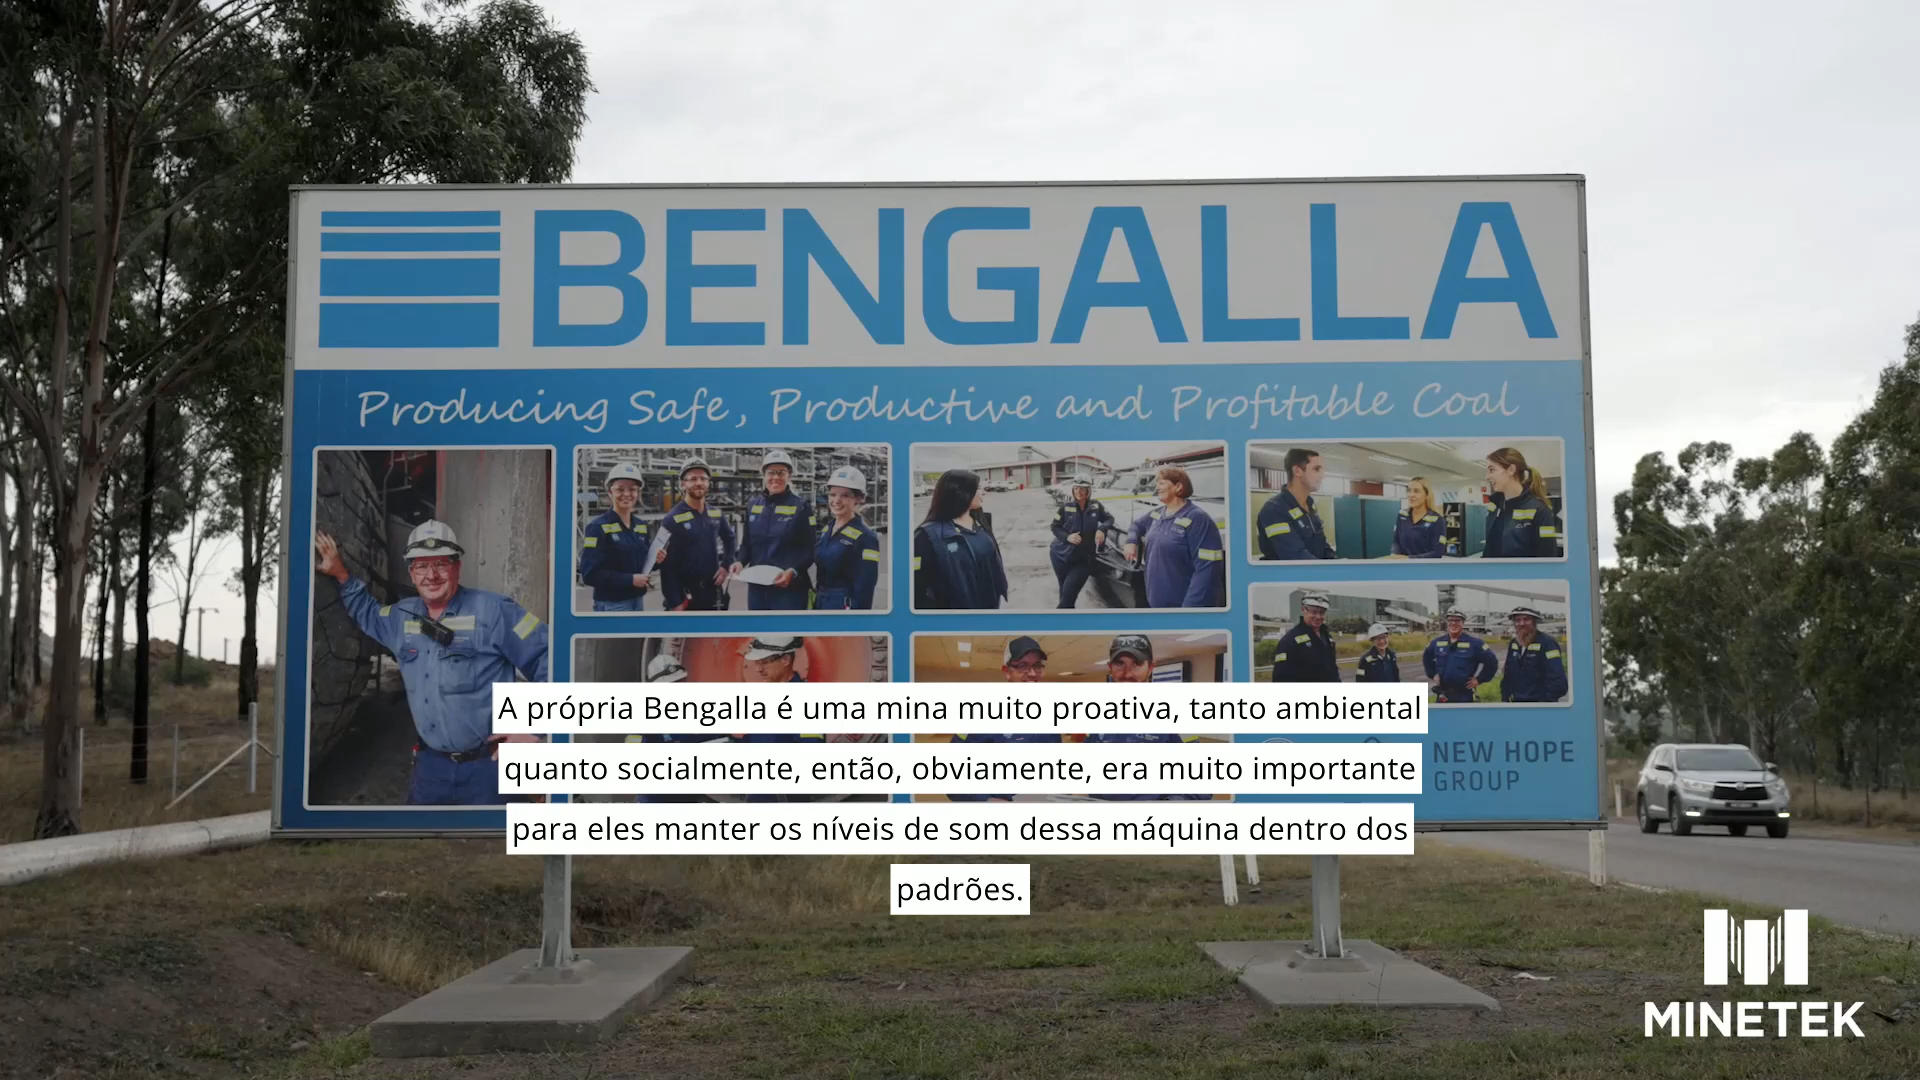 BENGALLA
Producing Safe, Productive and Profitable Coal
NEW HOPE
GROUP
A própria Bengalla é uma mina muito proativa, tanto ambiental
quanto socialmente, então, obviamente, era muito importante
para eles manter os níveis de som dessa máquina dentro dos
padrões.
MINETEK